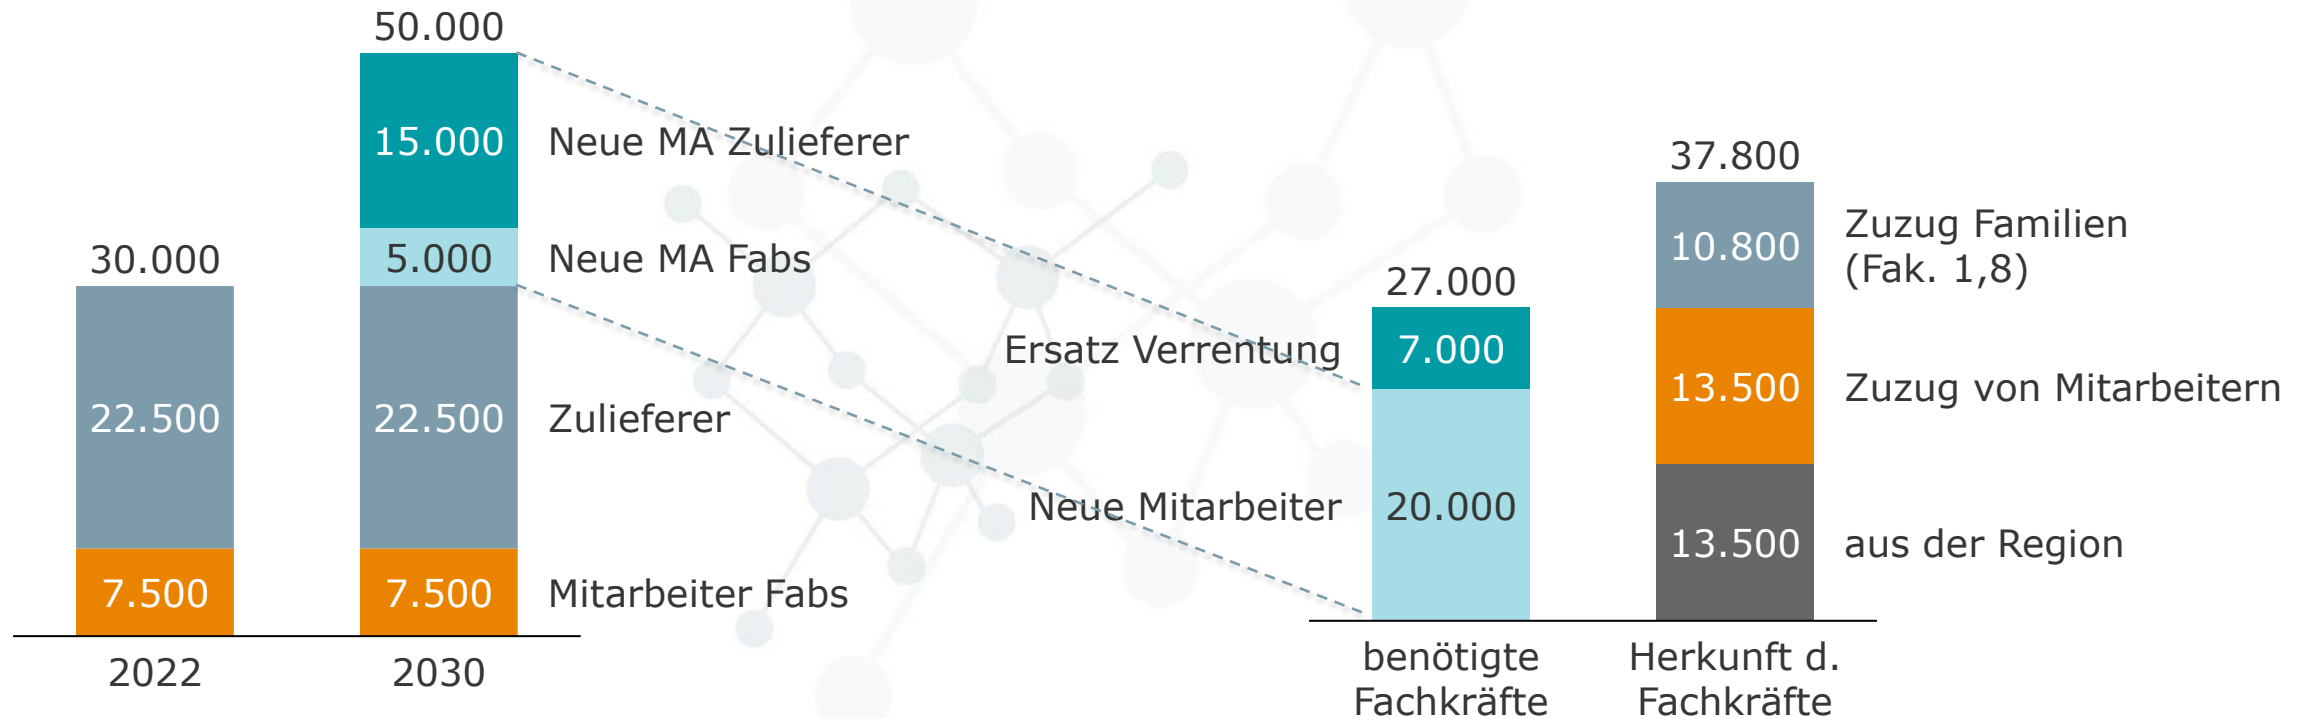 50.000
15.000
Neue MA Zulieferer
30.000
5.000
Neue MA Fabs
22.500
22.500
Zulieferer
7.500
7.500
Mitarbeiter Fabs
2022
2030
27.000
Ersatz Verrentung
7.000
Neue Mitarbeiter
20.000
benötigte
Fachkräfte
37.800
10.800
Zuzug Familien
(Fak. 1,8)
13.500
Zuzug von Mitarbeitern
13.500
aus der Region
Herkunft d.
Fachkräfte